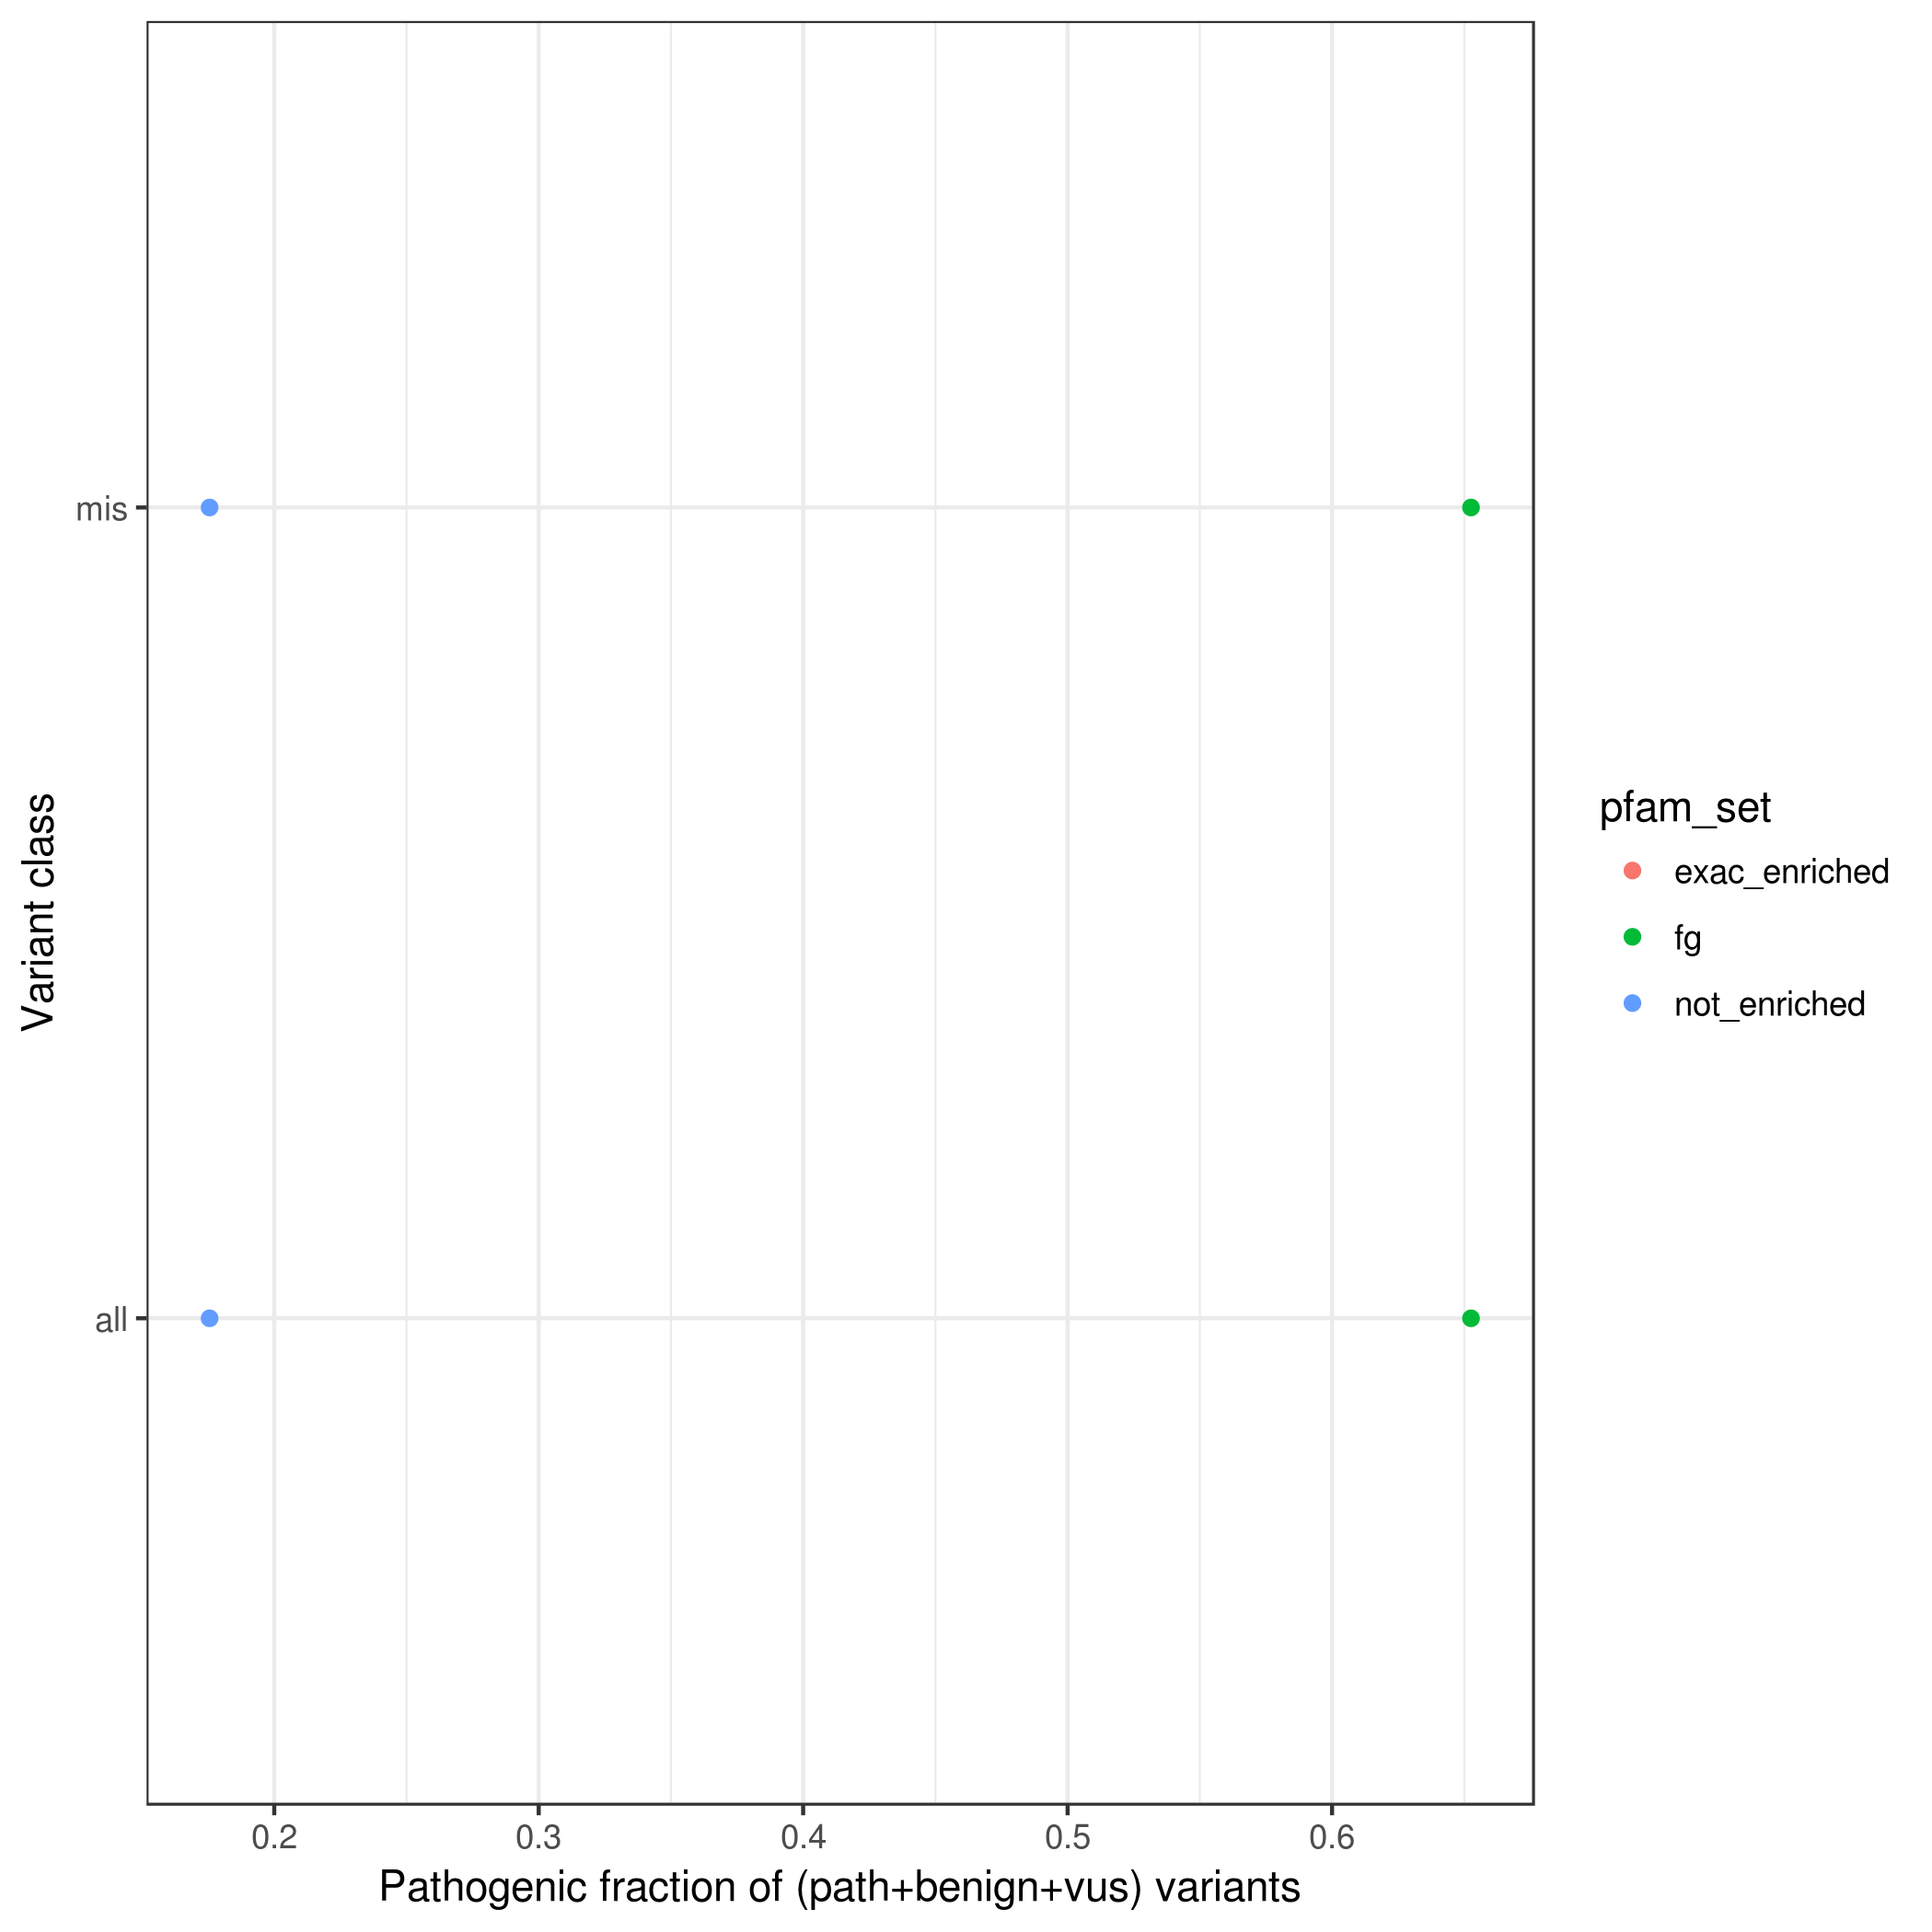 Variant class
mis
all
0.2 0.3 0.4 0.5 0.6
Pathogenic fraction of (path+benign+vus) variants
pfam_set
exac_enriched
fg
not_enriched